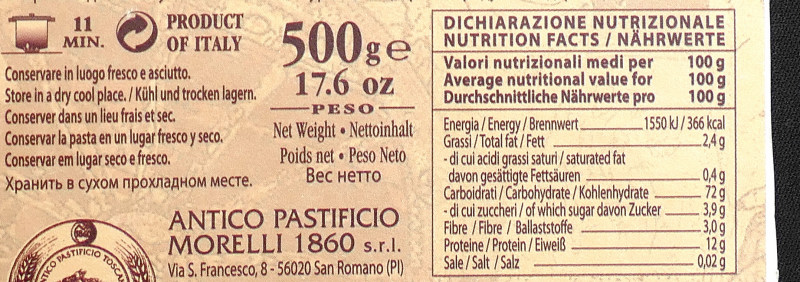 11
MIN.
PRODUCT
OF ITALY
Conservare in luogo fresco e asciutto.
Store in a dry cool place. / Kühl und trocken lagern.
Conserver dans un lieu frais et sec.
Conservar la pasta en un lugar fresco y seco.
Conservar em lugar seco e fresco.
Хранить в сухом прохладном месте.
500g e
17.6 oz
PESO
Net Weight • Nettoinhalt
Poids net • Peso Neto
Вес нетто
ANTICO PASTIFICIO TOSCAN
ANTICO PASTIFICIO
MORELLI 1860 s.r.l.
Via S. Francesco, 8 - 56020 San Romano (PI)
DICHIARAZIONE NUTRIZIONALE
NUTRITION FACTS / NÄHRWERTE
Valori nutrizionali medi per 100 g
Average nutritional value for 100 g
Durchschnittliche Nährwerte pro 100 g
Energia / Energy / Brennwert 1550 kJ / 366 kcal
Grassi / Total fat / Fett 2,4 g
- di cui acidi grassi saturi / saturated fat
davon gesättigte Fettsäuren 0,4 g
Carboidrati / Carbohydrate / Kohlenhydrate 72 g
- di cui zuccheri / of which sugar davon Zucker 3,9 g
Fibre / Fibre / Ballaststoffe 3,0 g
Proteine / Protein / Eiweiß 12 g
Sale / Salt / Salz 0,02 g